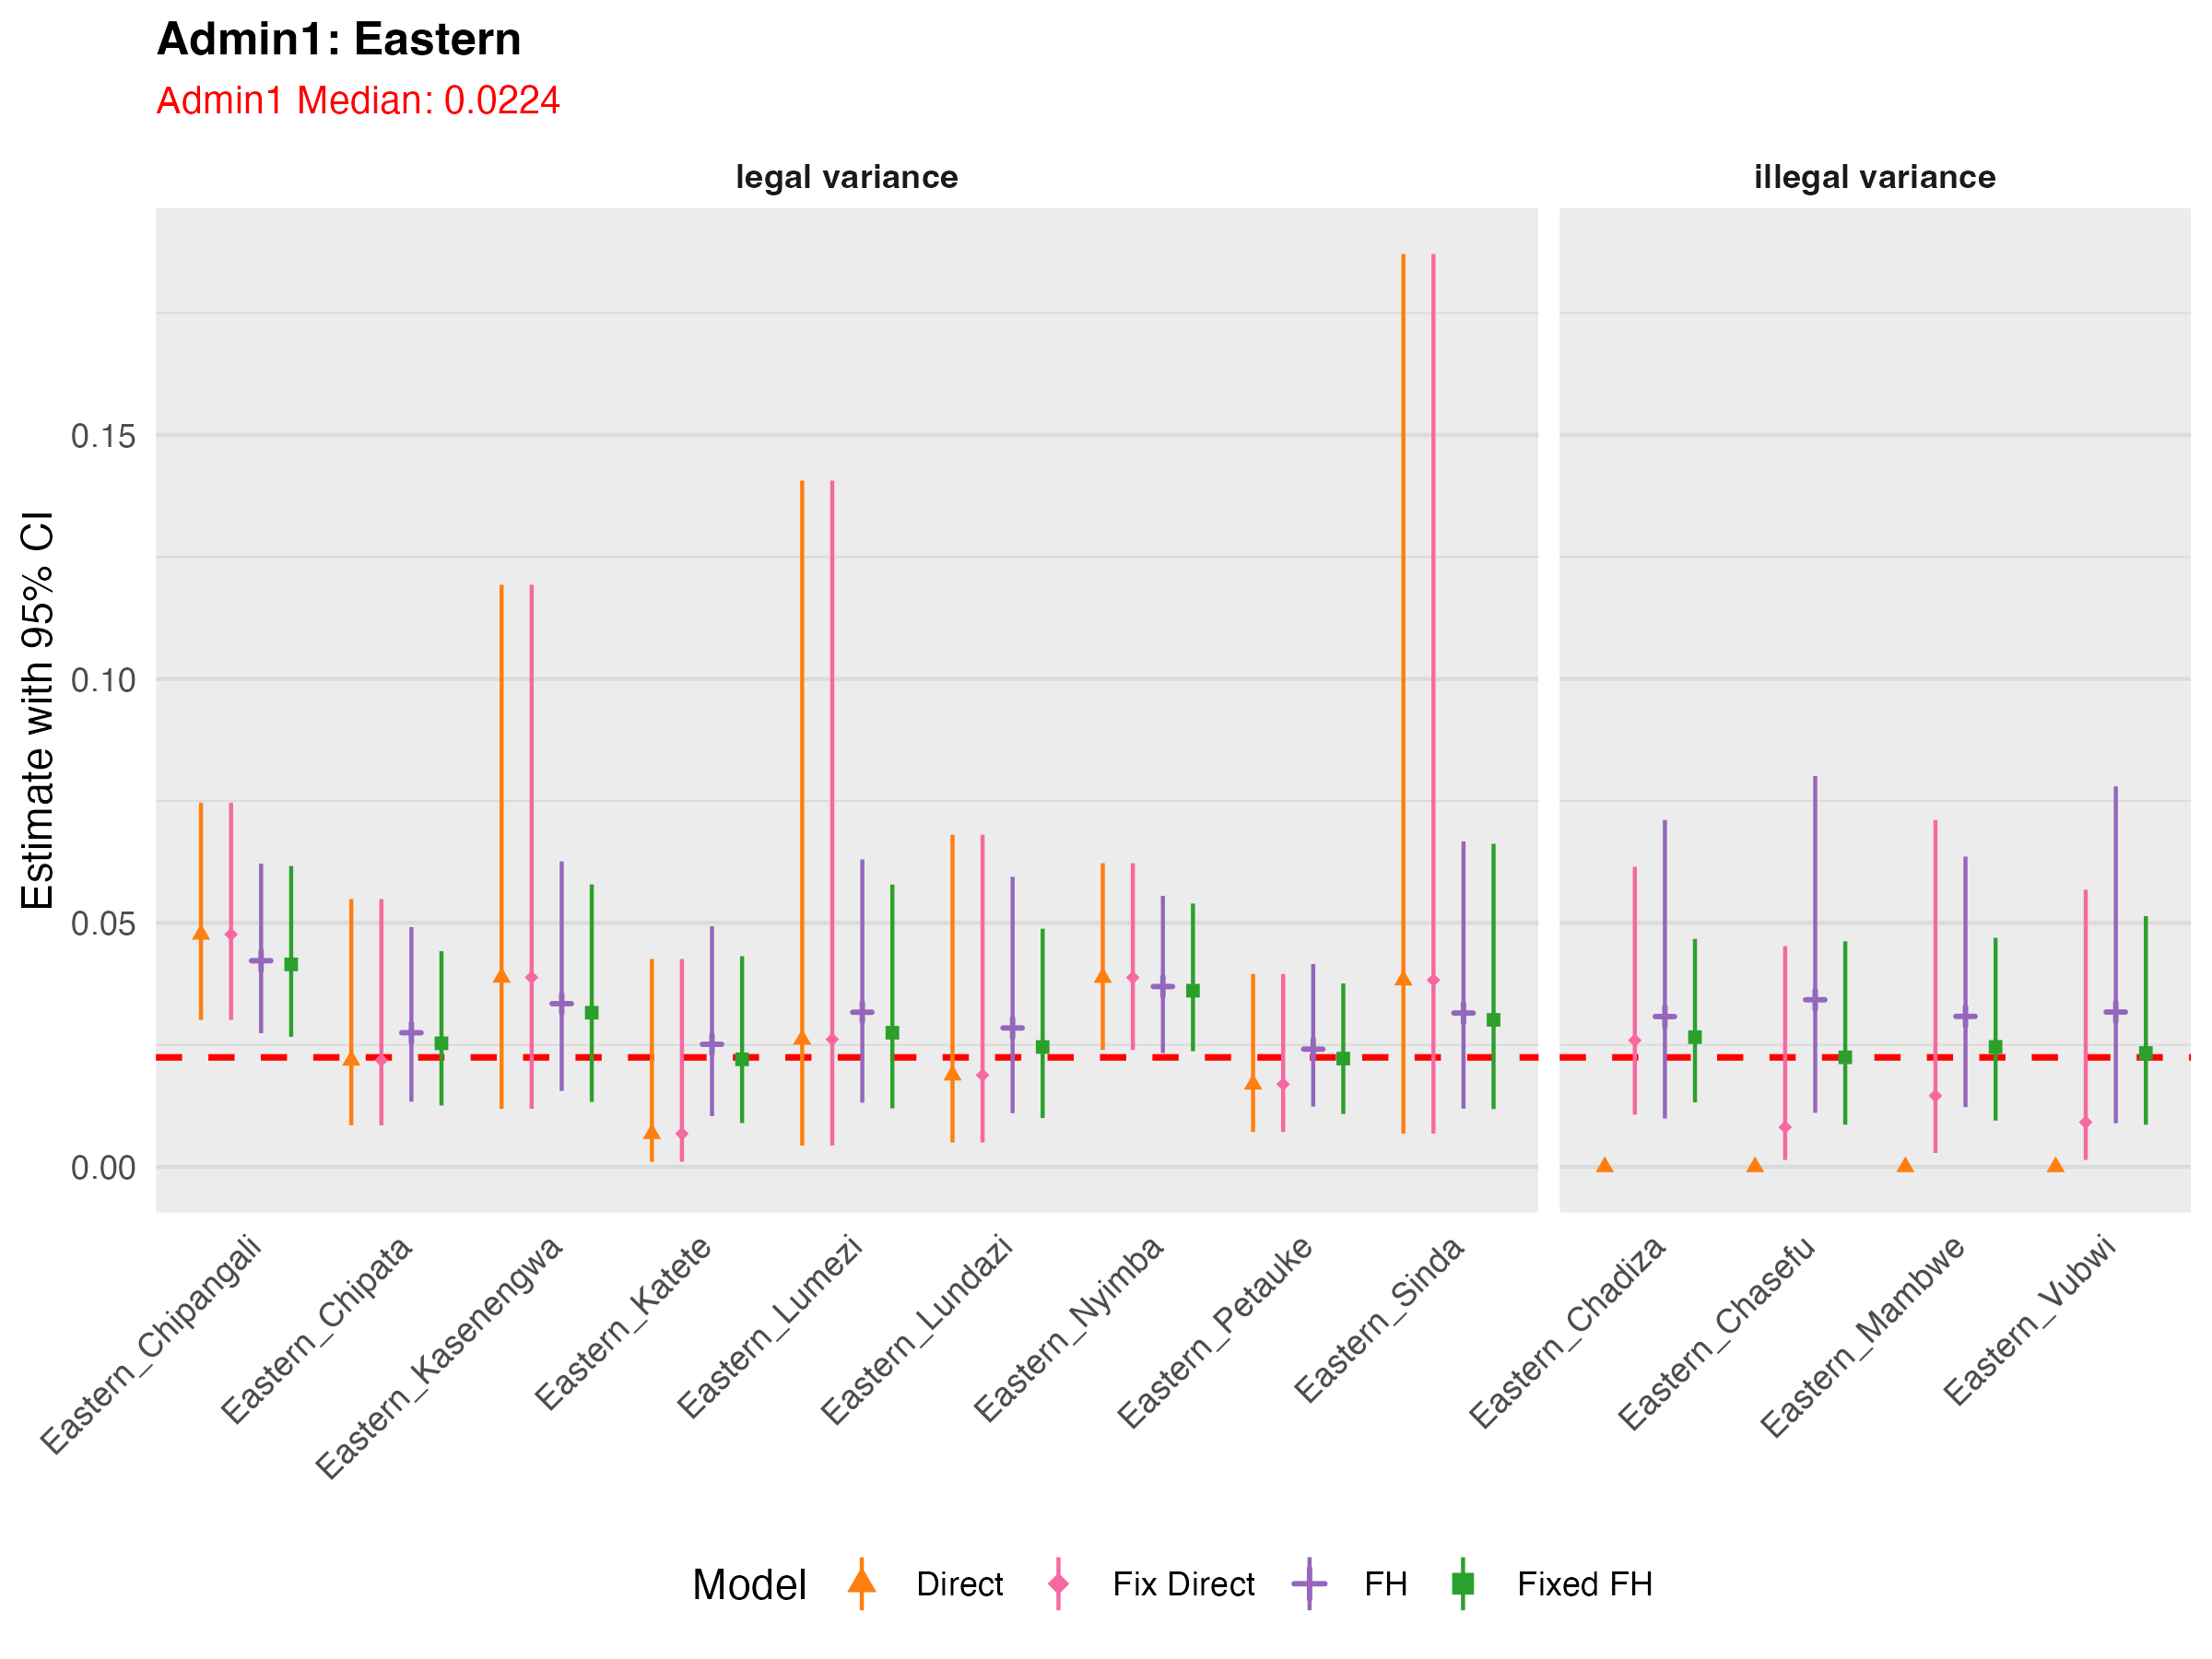 Admin1: Eastern
Admin1 Median: 0.0224
legal variance
illegal variance
Estimate with 95% CI
0.15
0.10
0.05
0.00
Eastern_Chipangali
Eastern_Chipata
Eastern_Kasenengwa
Eastern_Katete
Eastern_Lumezi
Eastern_Lundazi
Eastern_Nyimba
Eastern_Petauke
Eastern_Sinda
Eastern_Chadiza
Eastern_Chasefu
Eastern_Mambwe
Eastern_Vubwi
Model Direct Fix Direct FH Fixed FH